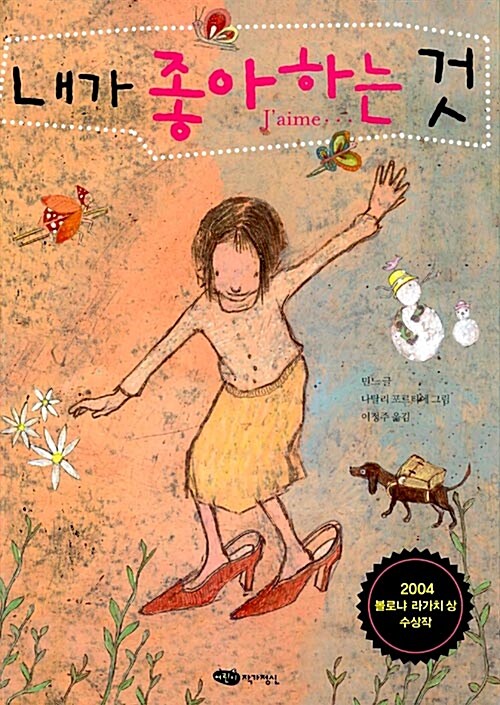 내가 좋아하는 것
J'aime...
민느 글
나탈리 포르티에 그림
이정주 옮김
2004
볼로냐 라가치 상
수상작
어린이 작가정신